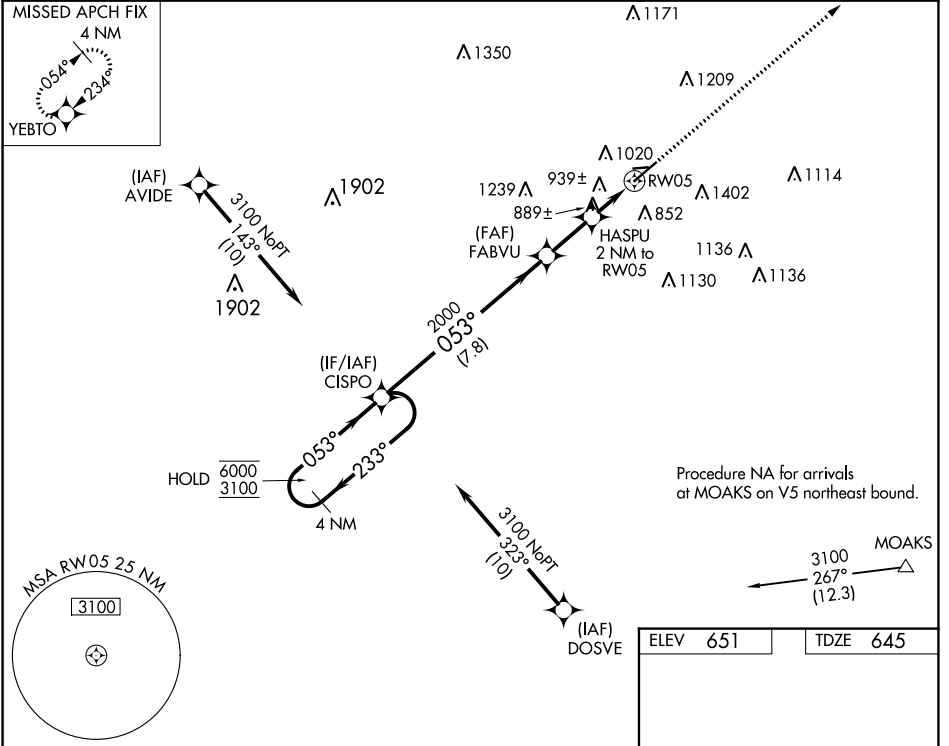 MISSED APCH FIX
4 NM
054°
234°
YEBTO
1171
1350
1209
(IAF)
AVIDE
3100 NoPT
143°
(10)
1902
1902
1020
939±
1239
889±
RW05
1402
1114
852
(FAF)
FABVU
HASPU
2 NM to
RW05
1136
1130
1136
2000
053°
(7.8)
(IF/IAF)
CISPO
053°
233°
HOLD
6000
3100
4 NM
Procedure NA for arrivals
at MOAKS on V5 northeast bound.
3100 NoPT
323°
(10)
(IAF)
DOSVE
MOAKS
3100
267°
(12.3)
MSA RW05 25 NM
3100
ELEV 651
TDZE 645